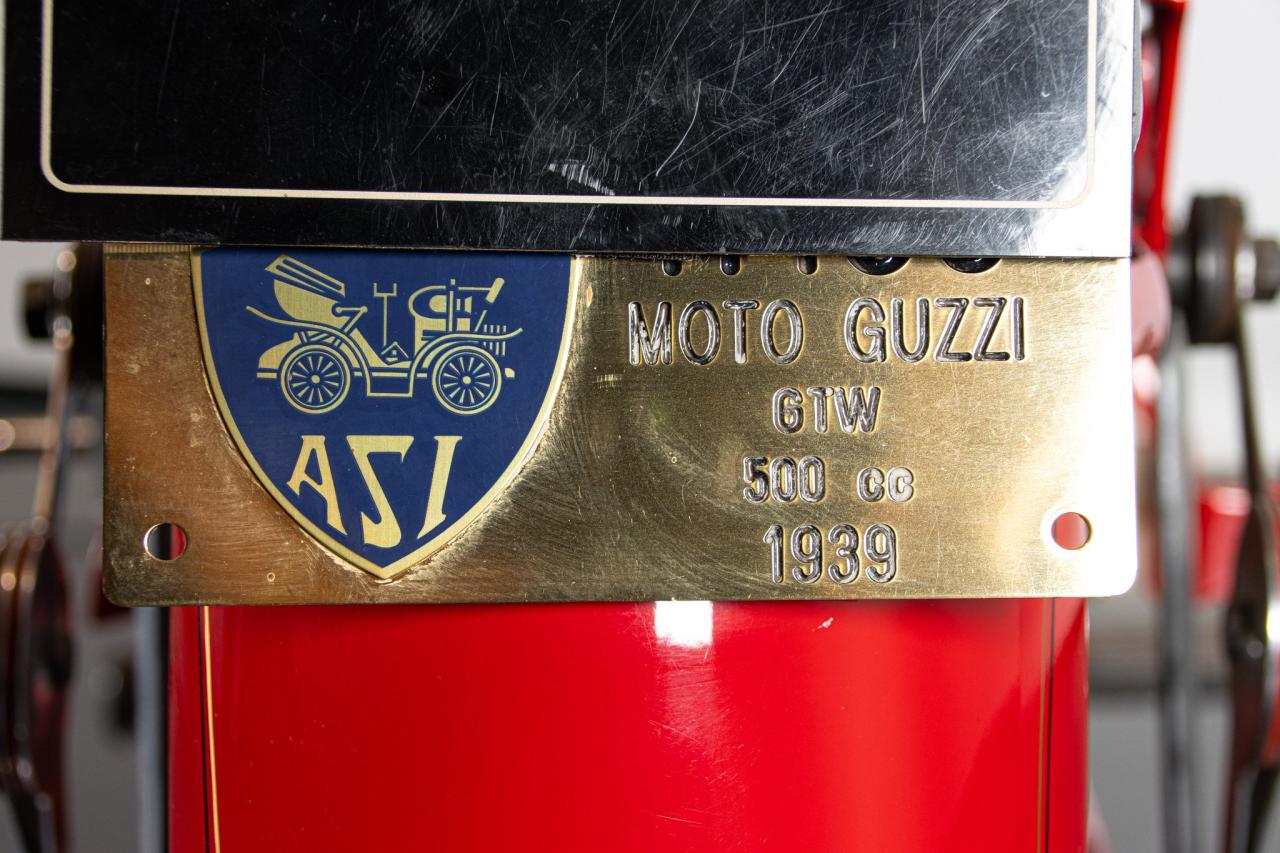 ASI
MOTO GUZZI
GTW
500 cc
1939